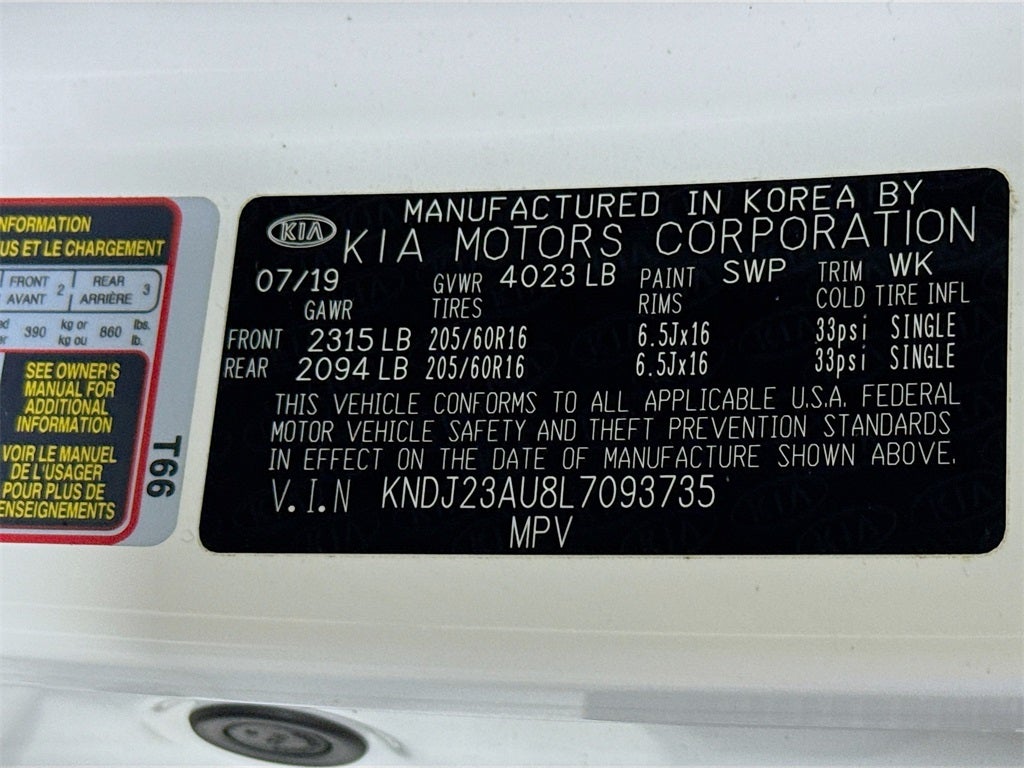 NFORMATION
US ET LE CHARGEMENT
FRONT 2 REAR 3
AVANT ARRIÈRE
390 kg or 860 lbs.
kg ou lb.
SEE OWNER'S
MANUAL FOR
ADDITIONAL
INFORMATION
VOIR LE MANUEL
DE L'USAGER
POUR PLUS DE
ENSEIGNEMENTS
T66
KIA
MANUFACTURED IN KOREA BY
KIA MOTORS CORPORATION
07/19 GVWR 4023 LB PAINT SWP TRIM WK
GAWR TIRES RIMS COLD TIRE INFL
FRONT 2315 LB 205/60R16 6.5Jx16 33psi SINGLE
REAR 2094 LB 205/60R16 6.5Jx16 33psi SINGLE
THIS VEHICLE CONFORMS TO ALL APPLICABLE U.S.A. FEDERAL
MOTOR VEHICLE SAFETY AND THEFT PREVENTION STANDARDS
IN EFFECT ON THE DATE OF MANUFACTURE SHOWN ABOVE.
V.I.N KNDJ23AU8L7093735
MPV